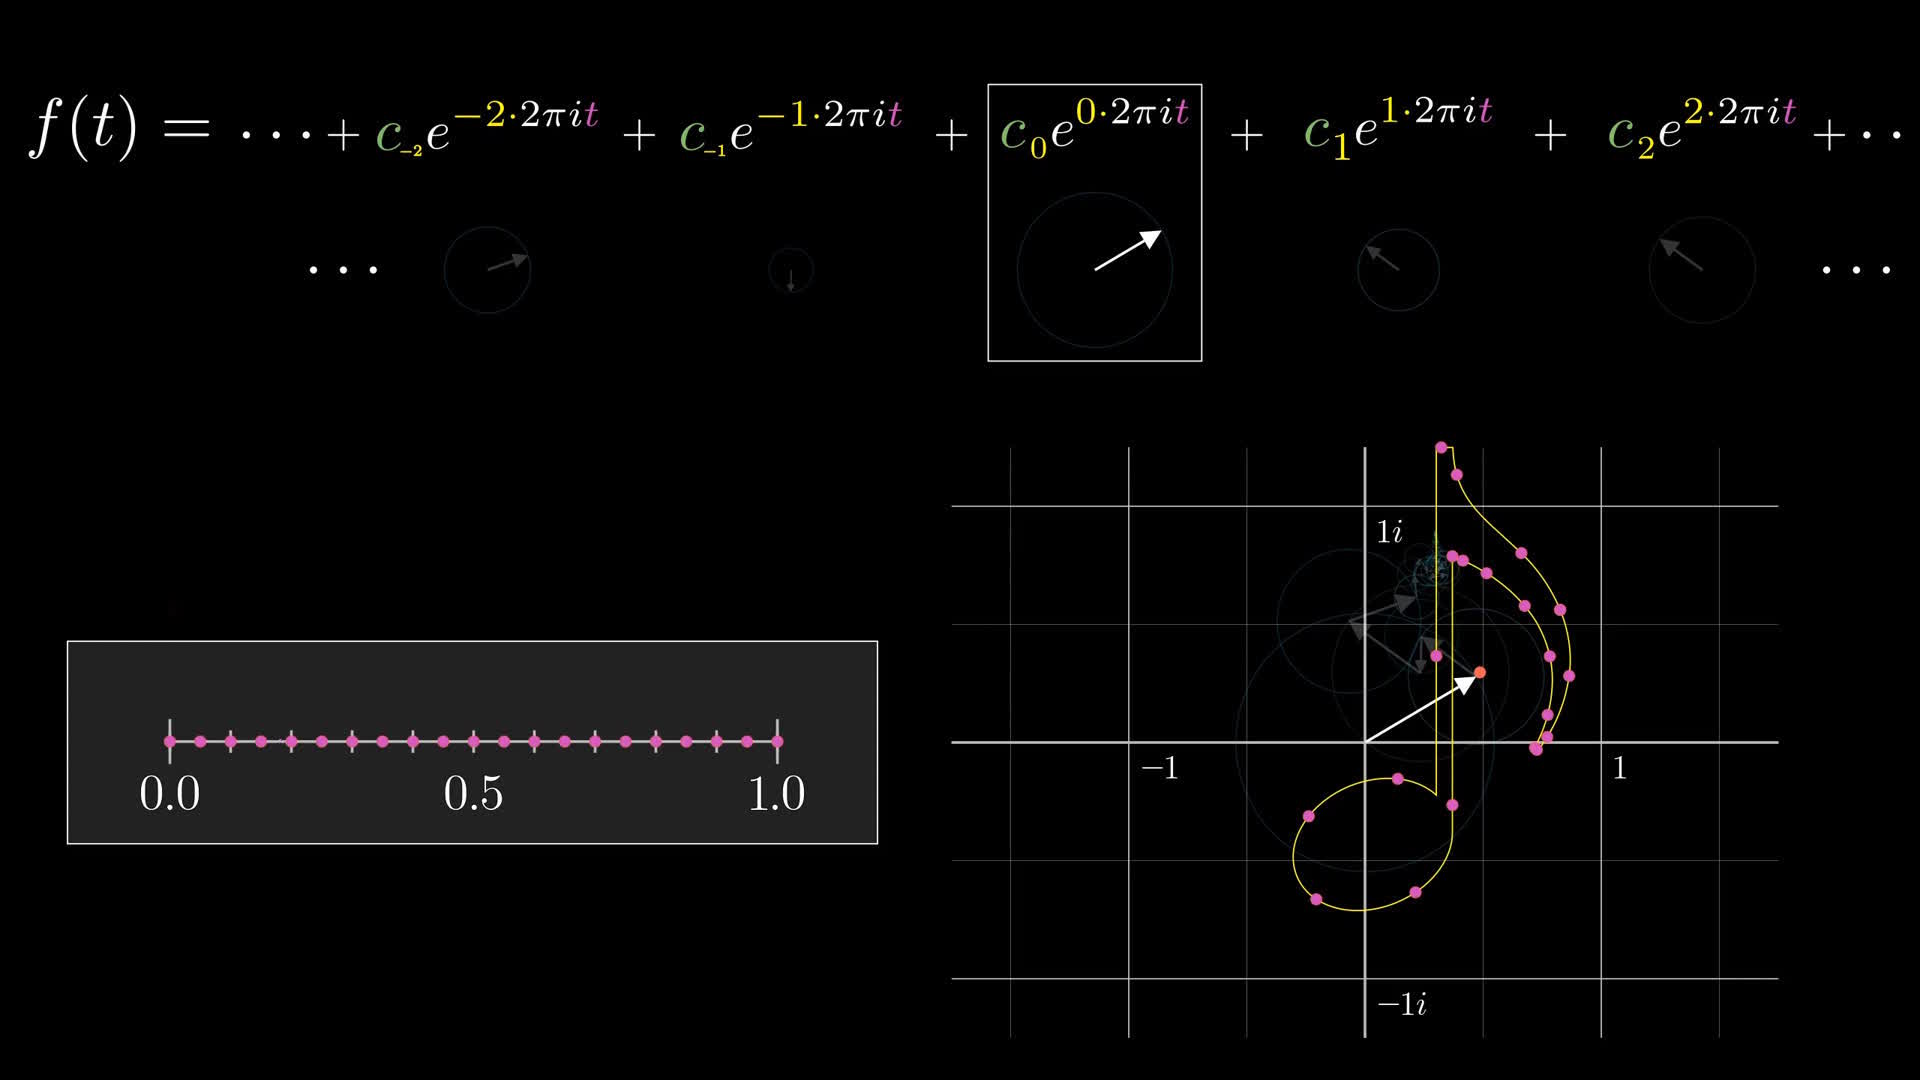 f(t) = ⋯ + c₋₂e^{−2·2πit} + c₋₁e^{−1·2πit} + c₀e^{0·2πit} + c₁e^{1·2πit} + c₂e^{2·2πit} + ⋯
⋯ ⋯
1i
−1 1
0.0 0.5 1.0
−1i